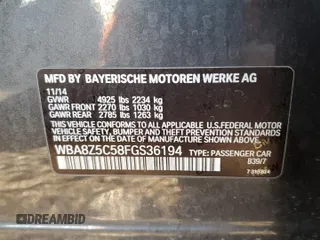 MFD BY BAYERISCHE MOTOREN WERKE AG
11/14
GVWR 4925 lbs 2234 kg
GAWR FRONT 2270 lbs 1030 kg
GAWR REAR 2785 lbs 1263 kg
THIS VEHICLE CONFORMS TO ALL APPLICABLE U.S.FEDERAL MOTOR
VEHICLE SAFETY, BUMPER, AND THEFT PREVENTION STANDARDS
IN EFFECT ON THE DATE OF MANUFACTURE SHOWN ABOVE.
WBA8Z5C58FGS36194 TYPE: PASSENGER CAR
839/7
DREAMBID